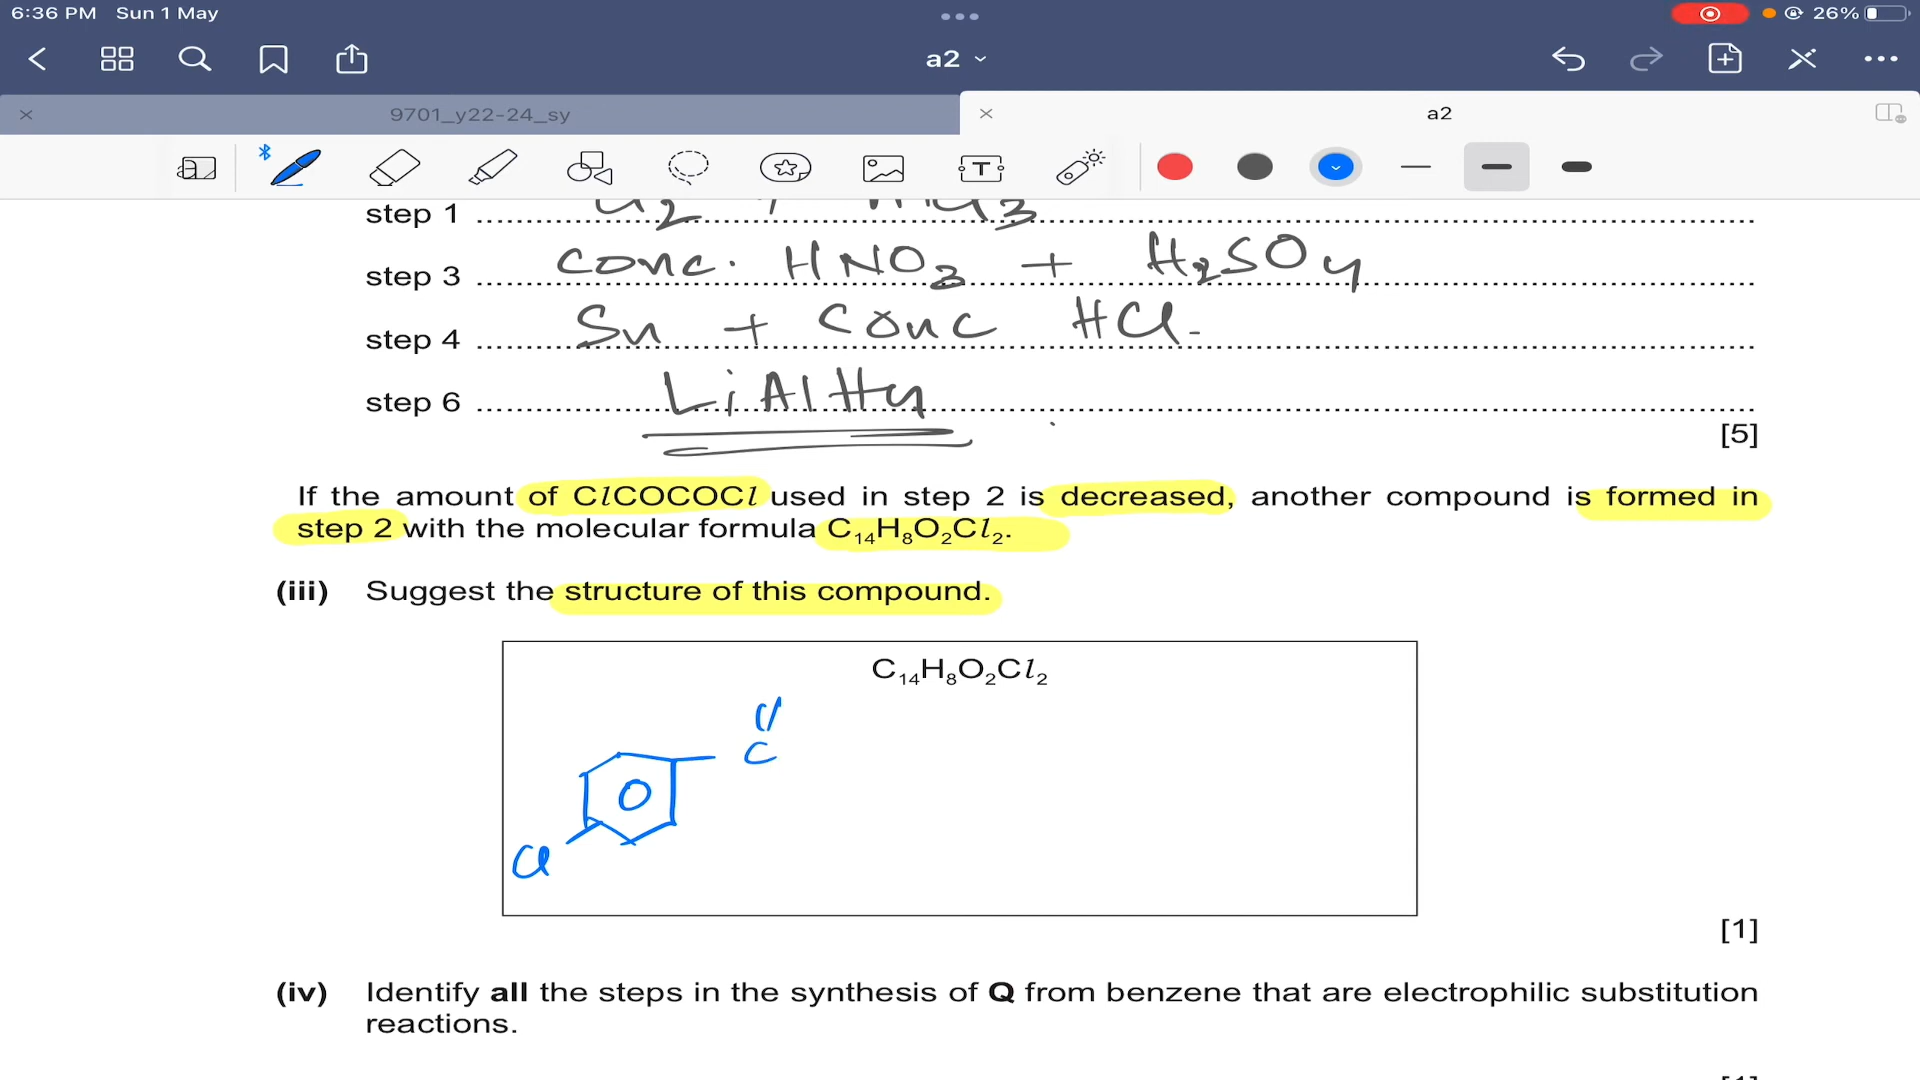 6:36 PM Sun 1 May
26%
a2
9701_y22-24_sy
a2
step 1
step 3 conc. HNO3 + H2SO4
step 4 Sn + Conc HCl.
step 6 LiAlH4
[5]
If the amount of ClCOCOCl used in step 2 is decreased, another compound is formed in
step 2 with the molecular formula C₁₄H₈O₂Cl₂.
(iii) Suggest the structure of this compound.
C₁₄H₈O₂Cl₂
C
Cl
[1]
(iv) Identify all the steps in the synthesis of Q from benzene that are electrophilic substitution
reactions.